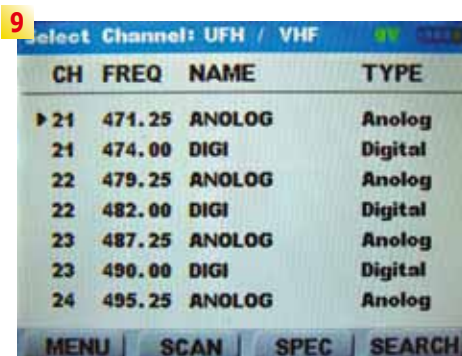 9
Select Channel: UFH / VHF 0V
CH FREQ NAME TYPE
21 471.25 ANOLOG Anolog
21 474.00 DIGI Digital
22 479.25 ANOLOG Anolog
22 482.00 DIGI Digital
23 487.25 ANOLOG Anolog
23 490.00 DIGI Digital
24 495.25 ANOLOG Anolog
MENU SCAN SPEC SEARCH